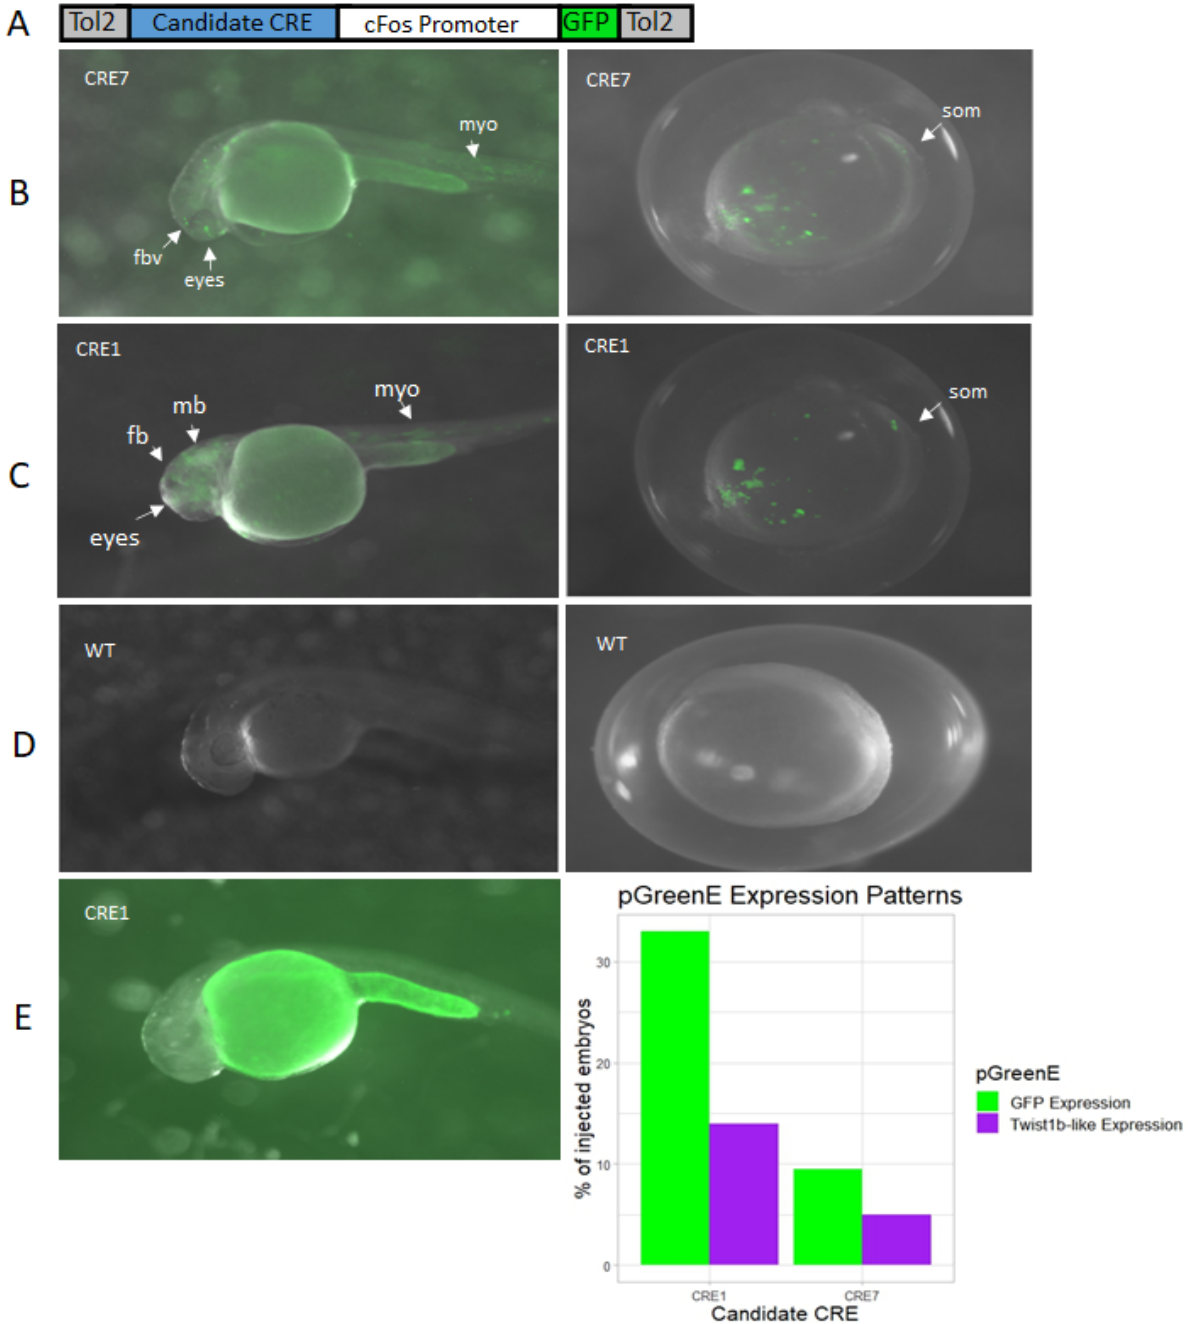 A
Tol2 Candidate CRE cFos Promoter GFP Tol2
B
CRE7
myo
fbv
eyes
CRE7
som
C
CRE1
mb
myo
fb
eyes
CRE1
som
D
WT
WT
E
CRE1
pGreenE Expression Patterns
% of injected embryos
30
20
10
0
CRE1 CRE7
Candidate CRE
pGreenE
GFP Expression
Twist1b-like Expression